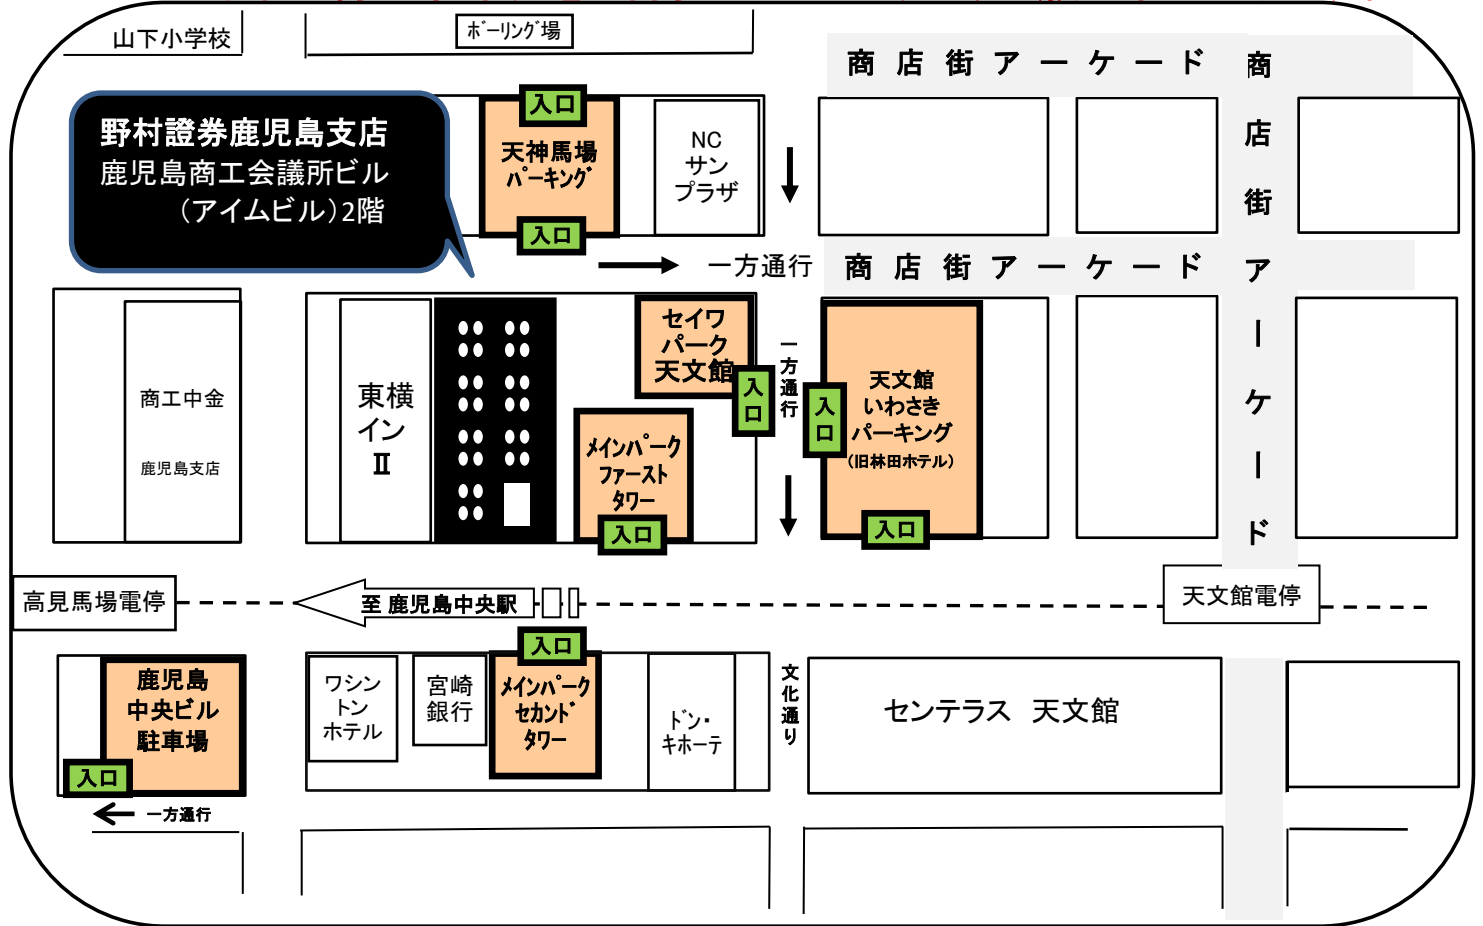 山下小学校
ﾎﾞｰﾘﾝｸﾞ場
商店街アーケード
商店街アーケード
野村證券鹿児島支店
鹿児島商工会議所ビル
（アイムビル）2階
入口
天神馬場
ﾊﾟｰｷﾝｸﾞ
入口
NC
サン
プラザ
一方通行
商店街アーケード
商工中金
鹿児島支店
東横
イン
Ⅱ
セイワ
パーク
天文館
入口
一方通行
入口
天文館
いわさき
パーキング
(旧林田ホテル)
入口
ﾒｲﾝﾊﾟｰｸ
ﾌｧｰｽﾄ
ﾀﾜｰ
入口
高見馬場電停
至 鹿児島中央駅
天文館電停
鹿児島
中央ビル
駐車場
入口
一方通行
ワシン
トン
ホテル
宮崎
銀行
入口
ﾒｲﾝﾊﾟｰｸ
ｾｶﾝﾄﾞ
ﾀﾜｰ
ﾄﾞﾝ・
ｷﾎｰﾃ
文化通り
センテラス 天文館